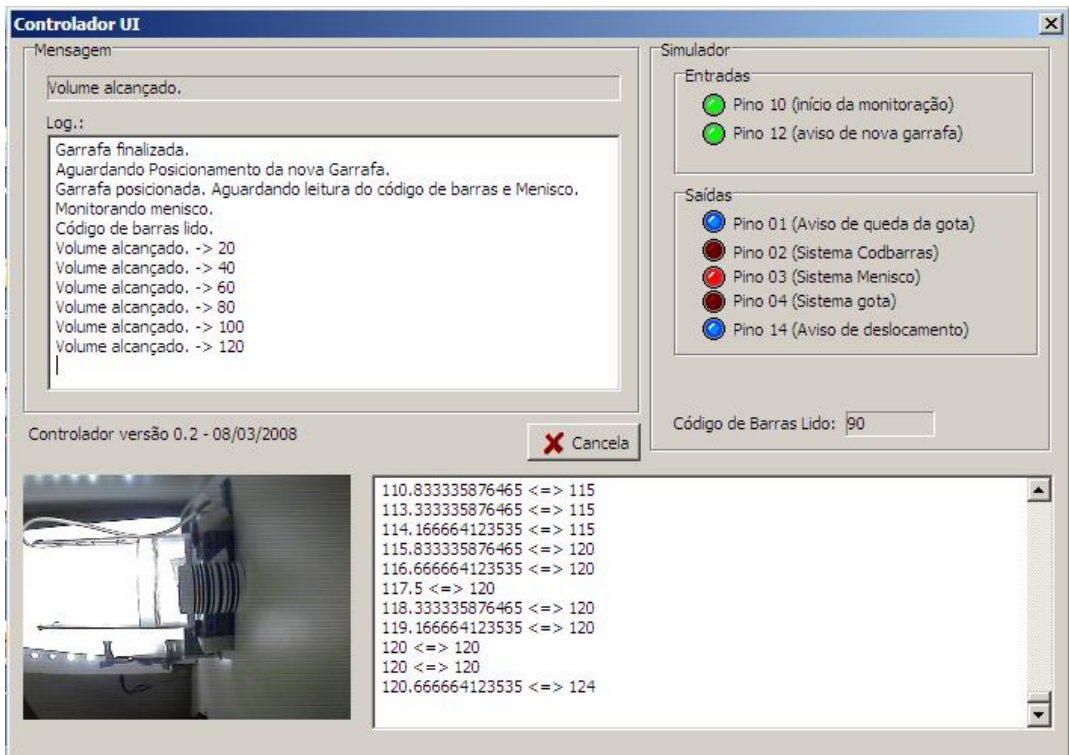 Controlador UI
Mensagem
Volume alcançado.
Log.:
Garrafa finalizada.
Aguardando Posicionamento da nova Garrafa.
Garrafa posicionada. Aguardando leitura do código de barras e Menisco.
Monitorando menisco.
Código de barras lido.
Volume alcançado. -> 20
Volume alcançado. -> 40
Volume alcançado. -> 60
Volume alcançado. -> 80
Volume alcançado. -> 100
Volume alcançado. -> 120
Simulador
Entradas
Pino 10 (início da monitoração)
Pino 12 (aviso de nova garrafa)
Saídas
Pino 01 (Aviso de queda da gota)
Pino 02 (Sistema Codbarras)
Pino 03 (Sistema Menisco)
Pino 04 (Sistema gota)
Pino 14 (Aviso de deslocamento)
Código de Barras Lido: 90
Controlador versão 0.2 - 08/03/2008
Cancela
110.833335876465 <=> 115
113.333335876465 <=> 115
114.166664123535 <=> 115
115.833335876465 <=> 120
116.666664123535 <=> 120
117.5 <=> 120
118.333335876465 <=> 120
119.166664123535 <=> 120
120 <=> 120
120 <=> 120
120.666664123535 <=> 124